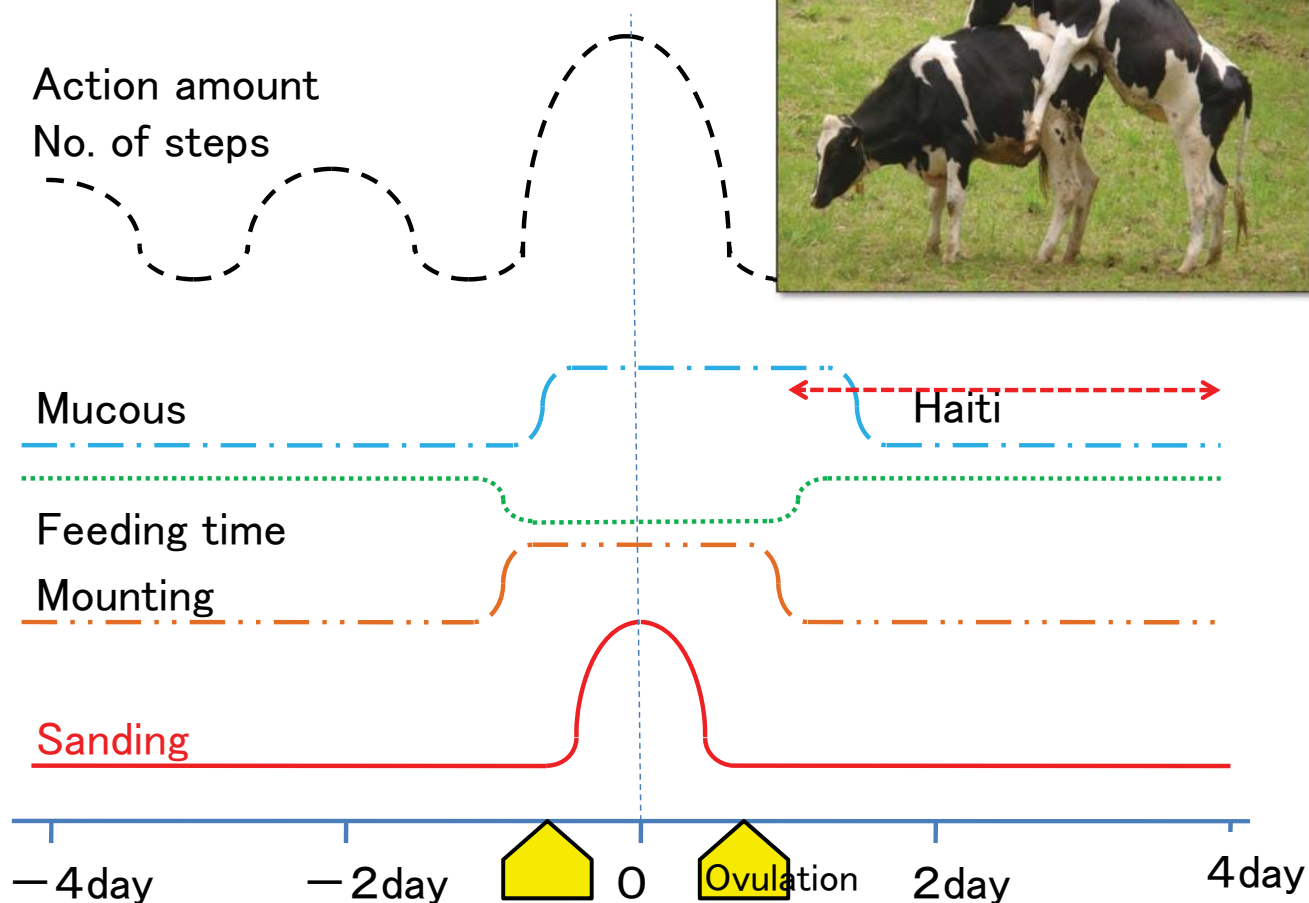 Action amount
No. of steps
Mucous
Haiti
Feeding time
Mounting
Sanding
－4day
－2day
0
Ovulation
2day
4day